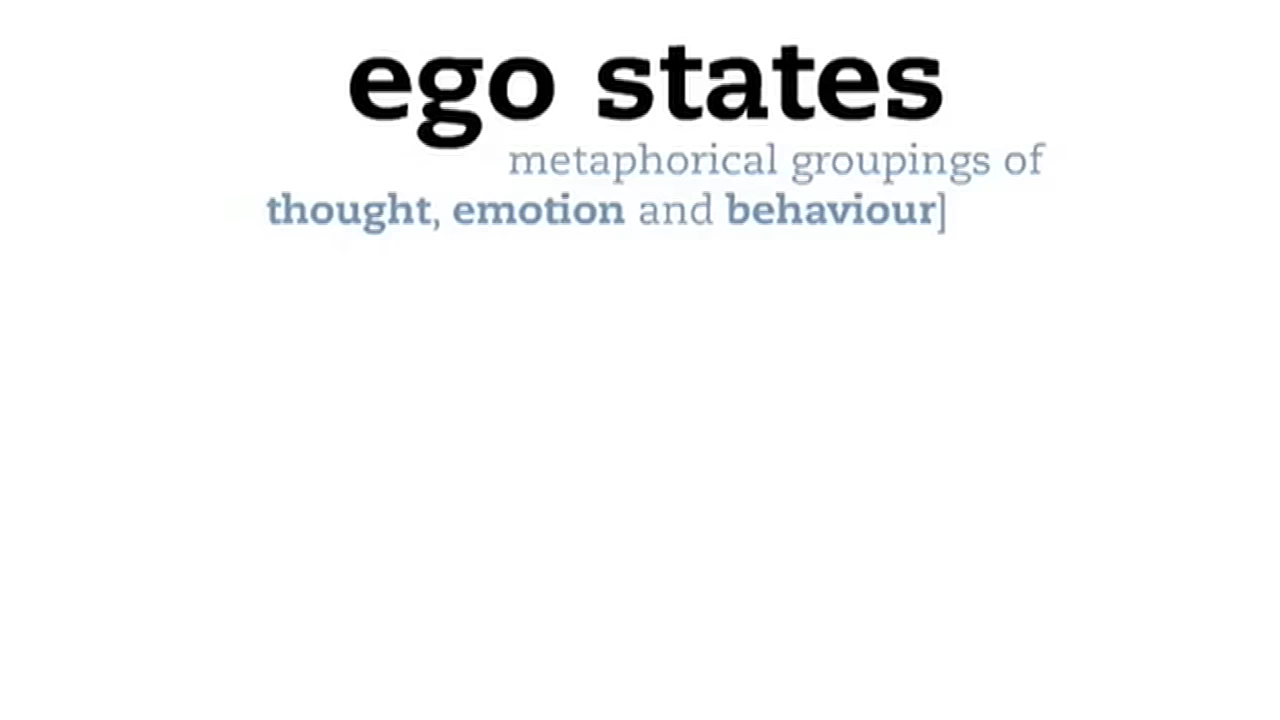 ego states
metaphorical groupings of
thought, emotion and behaviour]